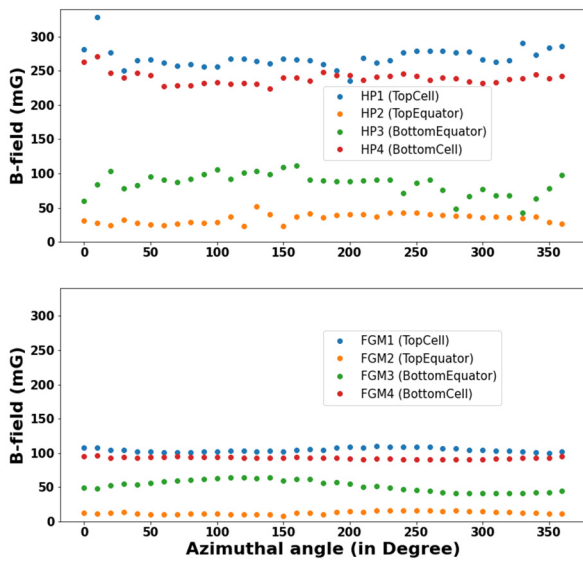 B-field (mG)
300
250
200
150
100
50
0
HP1 (TopCell)
HP2 (TopEquator)
HP3 (BottomEquator)
HP4 (BottomCell)
0 50 100 150 200 250 300 350
B-field (mG)
300
250
200
150
100
50
0
FGM1 (TopCell)
FGM2 (TopEquator)
FGM3 (BottomEquator)
FGM4 (BottomCell)
0 50 100 150 200 250 300 350
Azimuthal angle (in Degree)